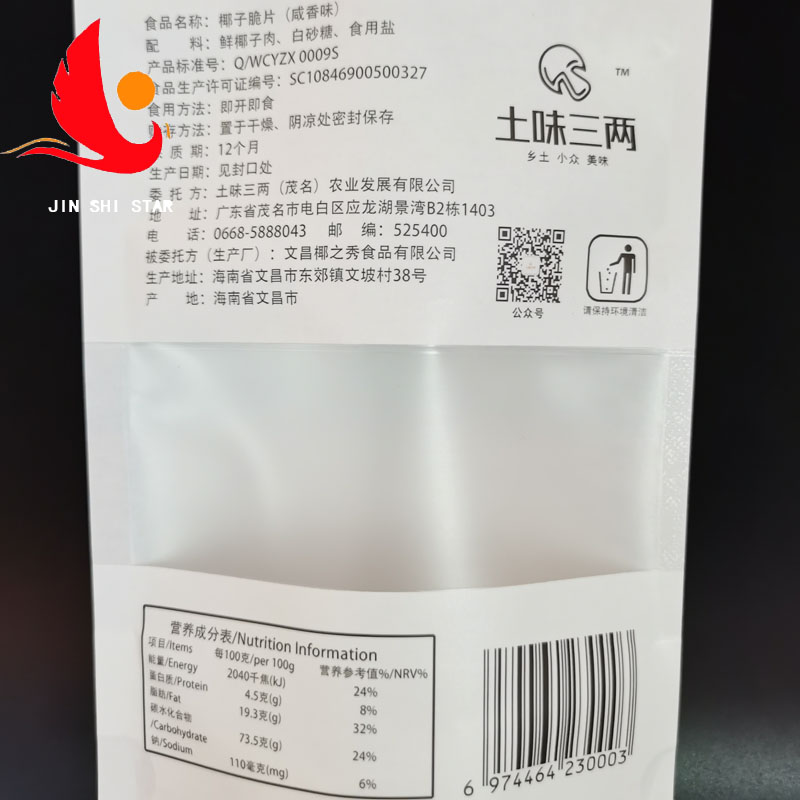 食品名称：椰子脆片（咸香味）
配 料：鲜椰子肉、白砂糖、食用盐
产品标准号：Q/WCYZX 0009S
食品生产许可证编号：SC10846900500327
食用方法：即开即食
贮存方法：置于干燥、阴凉处密封保存
质 期：12个月
生产日期：见封口处
委 托 方：土味三两（茂名）农业发展有限公司
地 址：广东省茂名市电白区应龙湖景湾B2栋1403
电 话：0668-5888043 邮 编：525400
被委托方（生产厂）：文昌椰之秀食品有限公司
生产地址：海南省文昌市东郊镇文坡村38号
产 地：海南省文昌市
JIN SHI STAR
TM
土味三两
乡土 小众 美味
公众号
请保持环境清洁
营养成分表/Nutrition Information
项目/Items 每100克/per 100g 营养参考值%/NRV%
能量/Energy 2040千焦(kJ) 24%
蛋白质/Protein 4.5克(g) 8%
脂肪/Fat 19.3克(g) 32%
碳水化合物
/Carbohydrate 73.5克(g) 24%
钠/Sodium 110毫克(mg) 6%
6 974464 230003